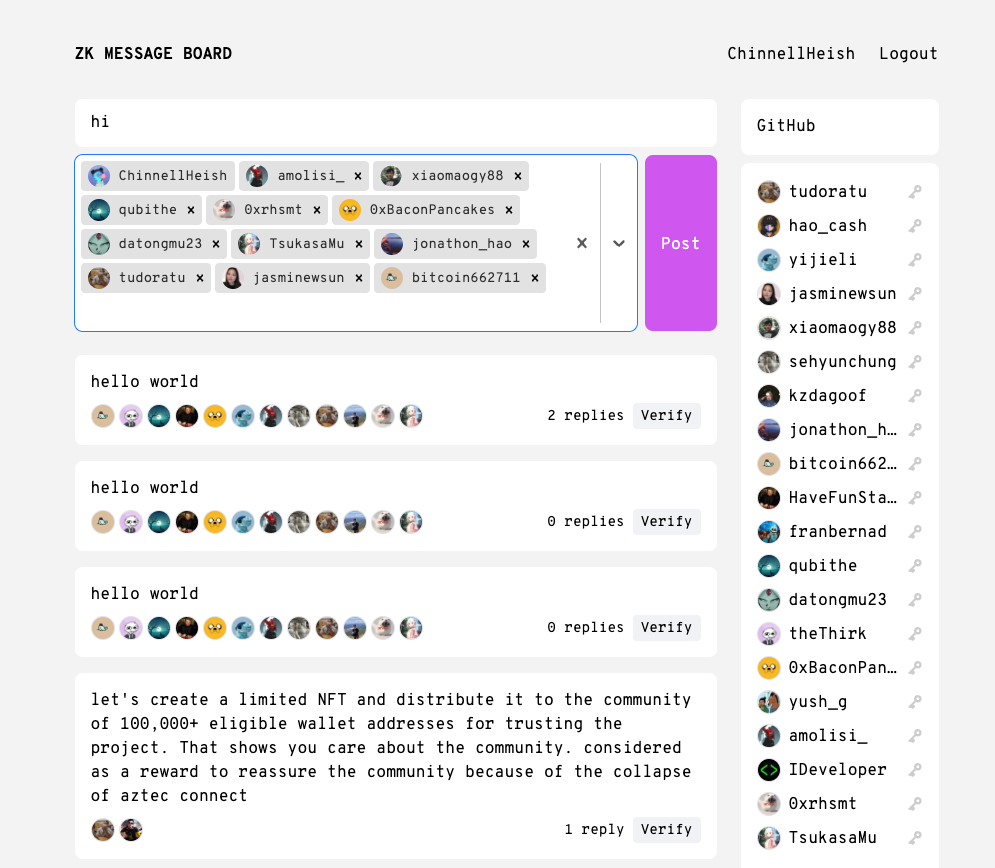 ZK MESSAGE BOARD
ChinnellHeish Logout
hi
ChinnellHeish amolisi_ × xiaomaogy88 ×
qubithe × 0xrhsmt × 0xBaconPancakes ×
datongmu23 × TsukasaMu × jonathon_hao ×
tudoratu × jasminewsun × bitcoin662711 ×
Post
hello world
2 replies Verify
hello world
0 replies Verify
hello world
0 replies Verify
let's create a limited NFT and distribute it to the community
of 100,000+ eligible wallet addresses for trusting the
project. That shows you care about the community. considered
as a reward to reassure the community because of the collapse
of aztec connect
1 reply Verify
GitHub
tudoratu
hao_cash
yijieli
jasminewsun
xiaomaogy88
sehyunchung
kzdagoof
jonathon_h…
bitcoin662…
HaveFunSta…
franbernad
qubithe
datongmu23
theThirk
0xBaconPan…
yush_g
amolisi_
IDeveloper
0xrhsmt
TsukasaMu